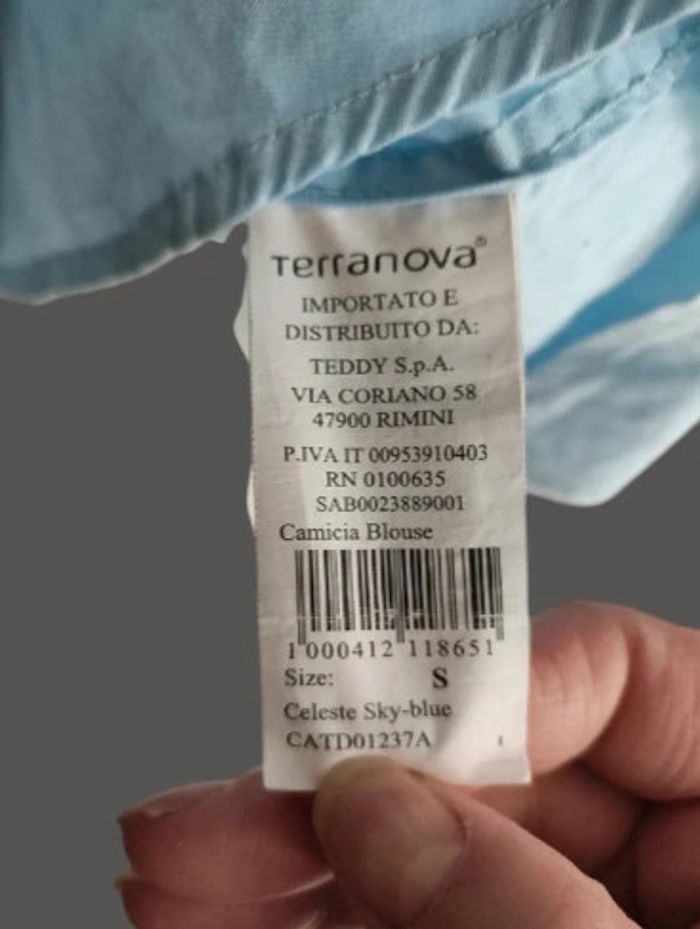 Terranova®
IMPORTATO E
DISTRIBUITO DA:
TEDDY S.p.A.
VIA CORIANO 58
47900 RIMINI
P.IVA IT 00953910403
RN 0100635
SAB0023889001
Camicia Blouse
1 000412 118651
Size: S
Celeste Sky-blue
CATD01237A